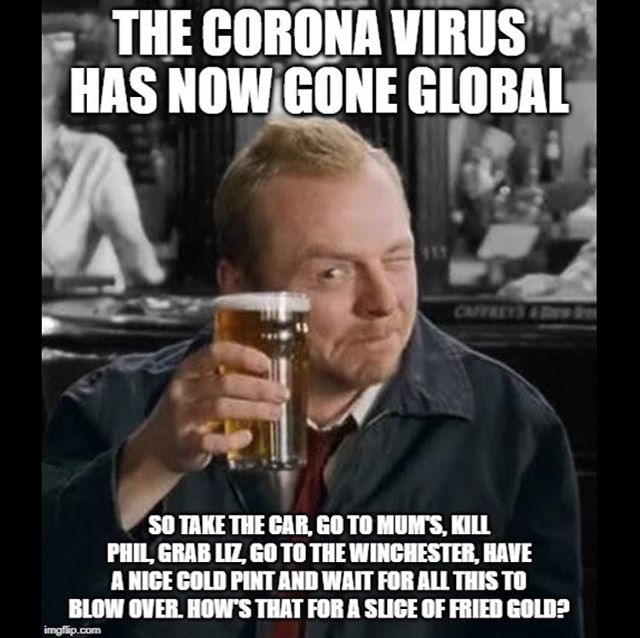 THE CORONA VIRUS
HAS NOW GONE GLOBAL
CAFFREY'S
SO TAKE THE CAR, GO TO MUM'S, KILL
PHIL, GRAB LIZ, GO TO THE WINCHESTER, HAVE
A NICE COLD PINT AND WAIT FOR ALL THIS TO
BLOW OVER. HOW'S THAT FOR A SLICE OF FRIED GOLD?
imgflip.com